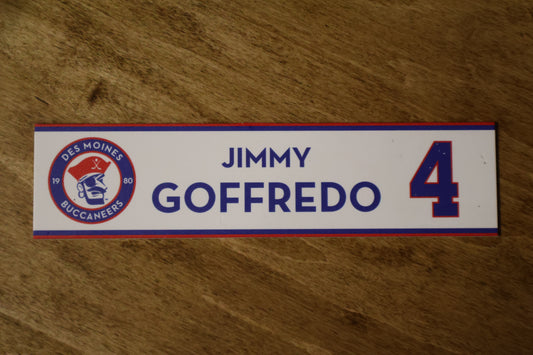 DES MOINES
19 80
BUCCANEERS
JIMMY
GOFFREDO
4